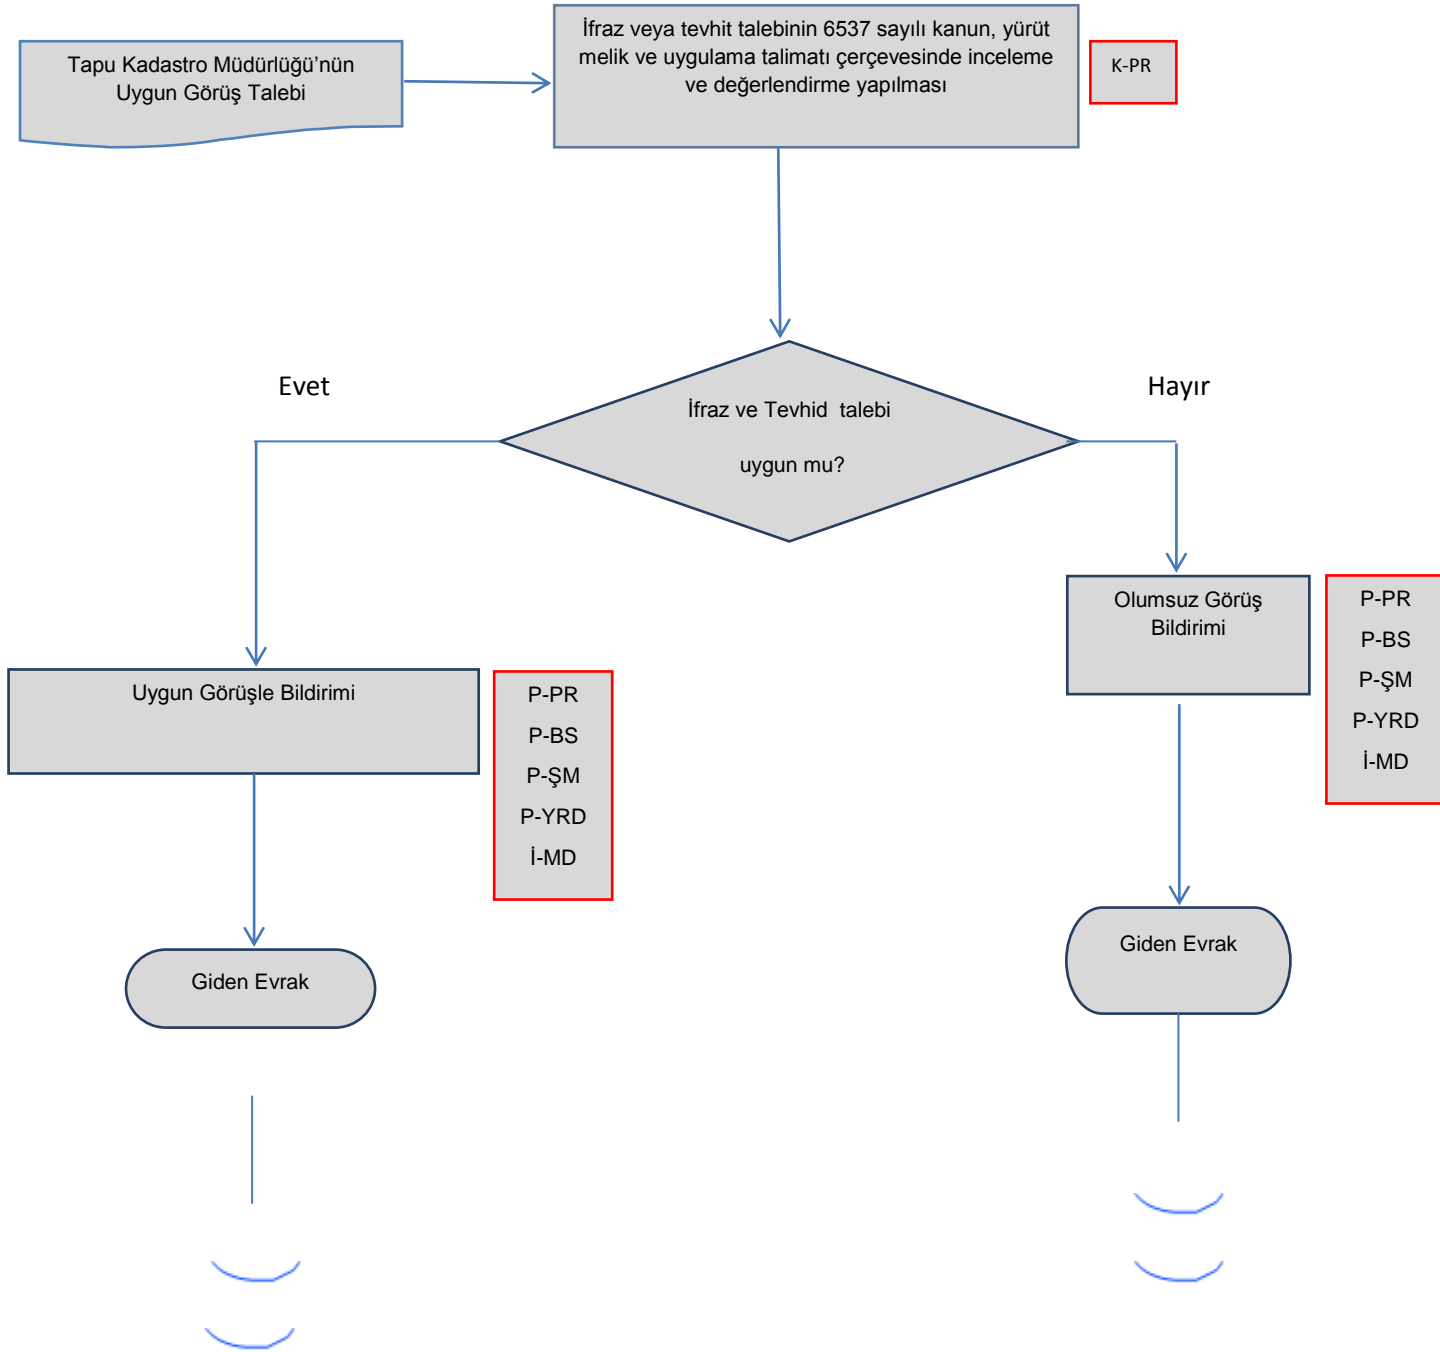 Tapu Kadastro Müdürlüğü’nün
Uygun Görüş Talebi
İfraz veya tevhit talebinin 6537 sayılı kanun, yürüt
melik ve uygulama talimatı çerçevesinde inceleme
ve değerlendirme yapılması
K-PR
Evet
Hayır
İfraz ve Tevhid talebi
uygun mu?
Olumsuz Görüş
Bildirimi
P-PR
P-BS
P-ŞM
P-YRD
İ-MD
Uygun Görüşle Bildirimi
P-PR
P-BS
P-ŞM
P-YRD
İ-MD
Giden Evrak
Giden Evrak